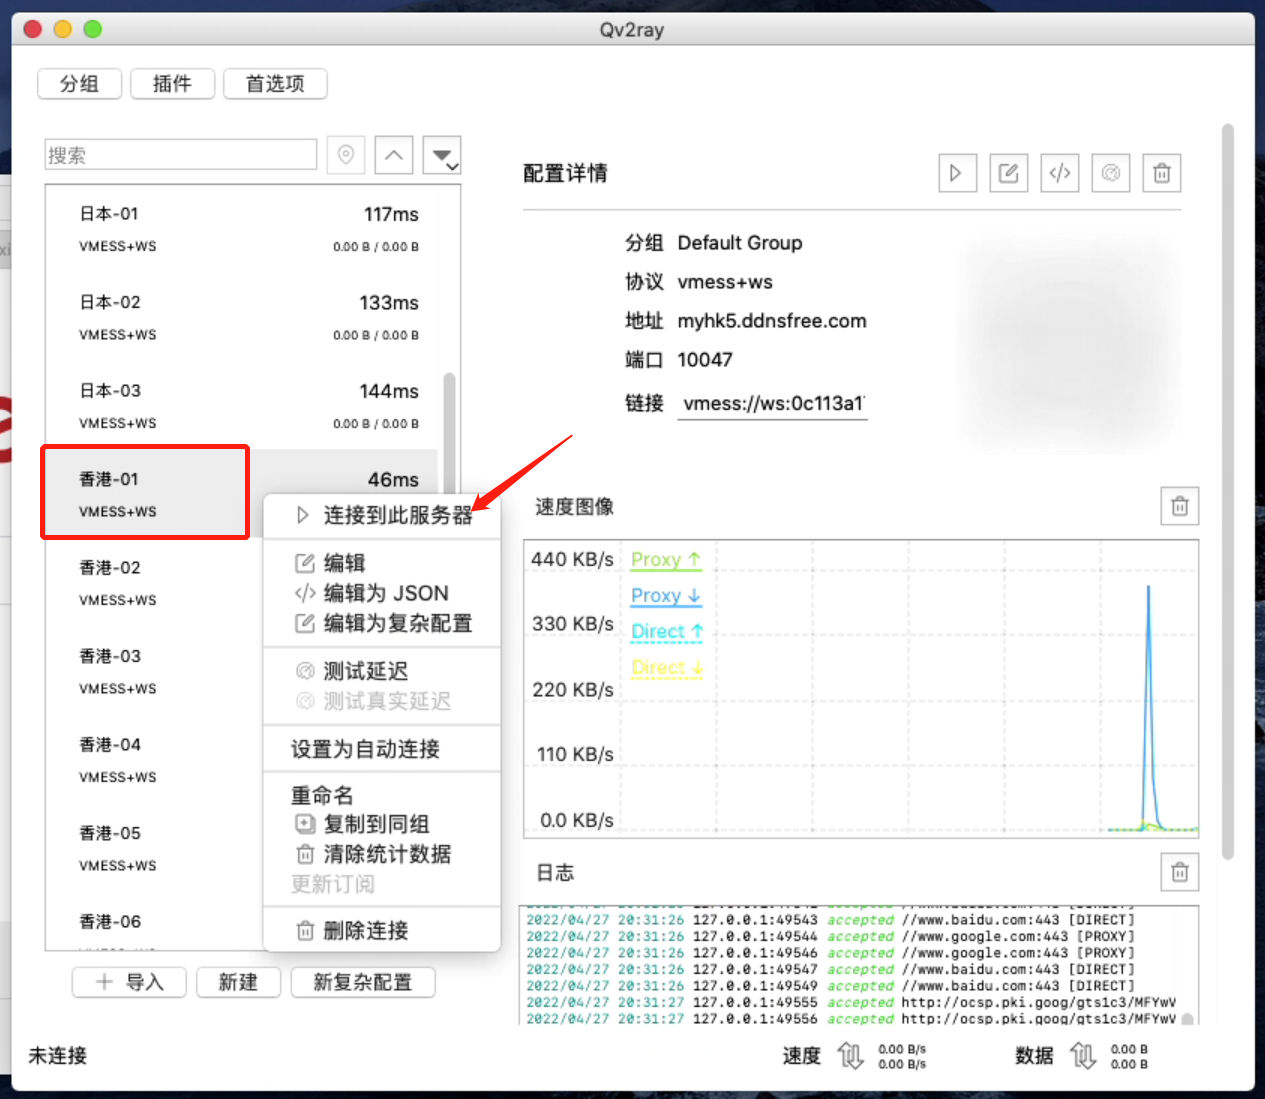 Qv2ray
分组
插件
首选项
搜索
日本-01
117ms
VMESS+WS
0.00 B / 0.00 B
日本-02
133ms
VMESS+WS
0.00 B / 0.00 B
日本-03
144ms
VMESS+WS
0.00 B / 0.00 B
香港-01
46ms
VMESS+WS
香港-02
VMESS+WS
香港-03
VMESS+WS
香港-04
VMESS+WS
香港-05
VMESS+WS
香港-06
连接到此服务器
编辑
</> 编辑为 JSON
编辑为复杂配置
测试延迟
测试真实延迟
设置为自动连接
重命名
复制到同组
清除统计数据
更新订阅
删除连接
+ 导入
新建
新复杂配置
未连接
配置详情
</>
分组 Default Group
协议 vmess+ws
地址 myhk5.ddnsfree.com
端口 10047
链接 vmess://ws:0c113a1
速度图像
440 KB/s
330 KB/s
220 KB/s
110 KB/s
0.0 KB/s
Proxy ↑
Proxy ↓
Direct ↑
Direct ↓
日志
2022/04/27 20:31:26 127.0.0.1:49543 accepted //www.baidu.com:443 [DIRECT]
2022/04/27 20:31:26 127.0.0.1:49544 accepted //www.google.com:443 [PROXY]
2022/04/27 20:31:26 127.0.0.1:49546 accepted //www.google.com:443 [PROXY]
2022/04/27 20:31:26 127.0.0.1:49547 accepted //www.baidu.com:443 [DIRECT]
2022/04/27 20:31:26 127.0.0.1:49549 accepted //www.baidu.com:443 [DIRECT]
2022/04/27 20:31:27 127.0.0.1:49555 accepted http://ocsp.pki.goog/gts1c3/MFYwV
2022/04/27 20:31:27 127.0.0.1:49556 accepted http://ocsp.pki.goog/gts1c3/MFYwV
速度
0.00 B/s
0.00 B/s
数据
0.00 B
0.00 B